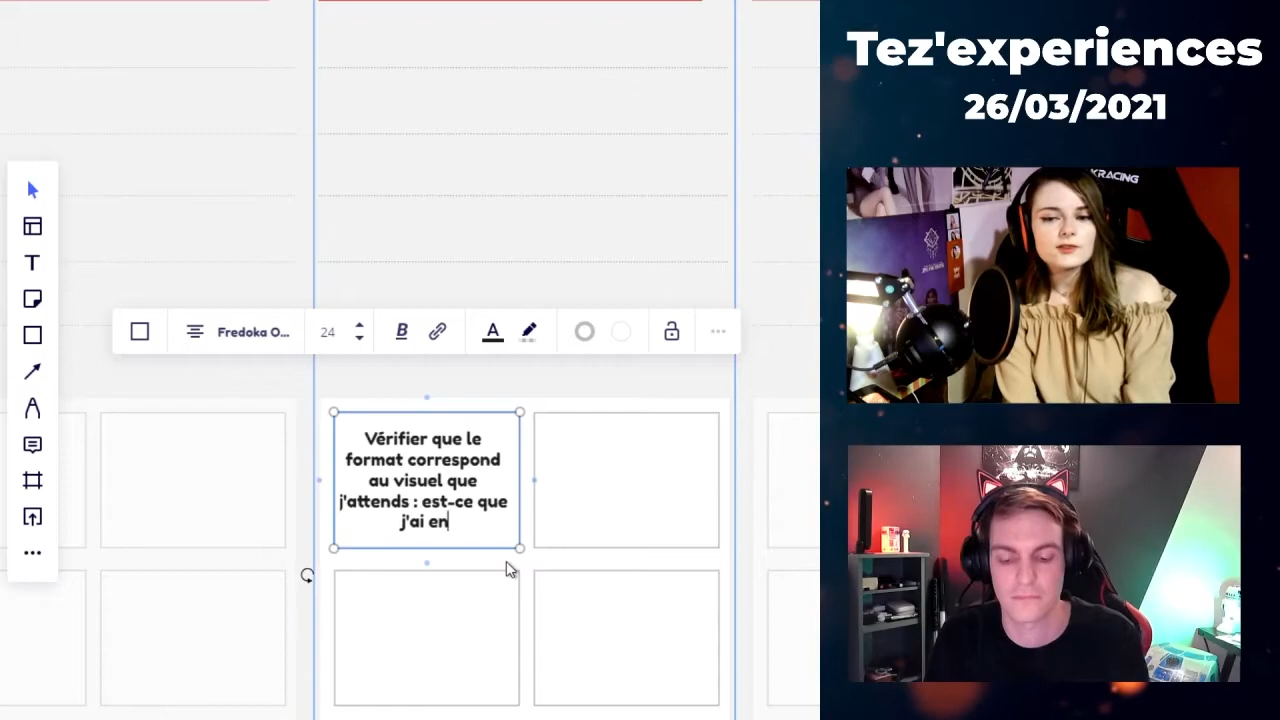 Tez'experiences
26/03/2021
KRACING
T
Fredoka O...
24
B
A
Vérifier que le
format correspond
au visuel que
j'attends : est-ce que
j'ai en